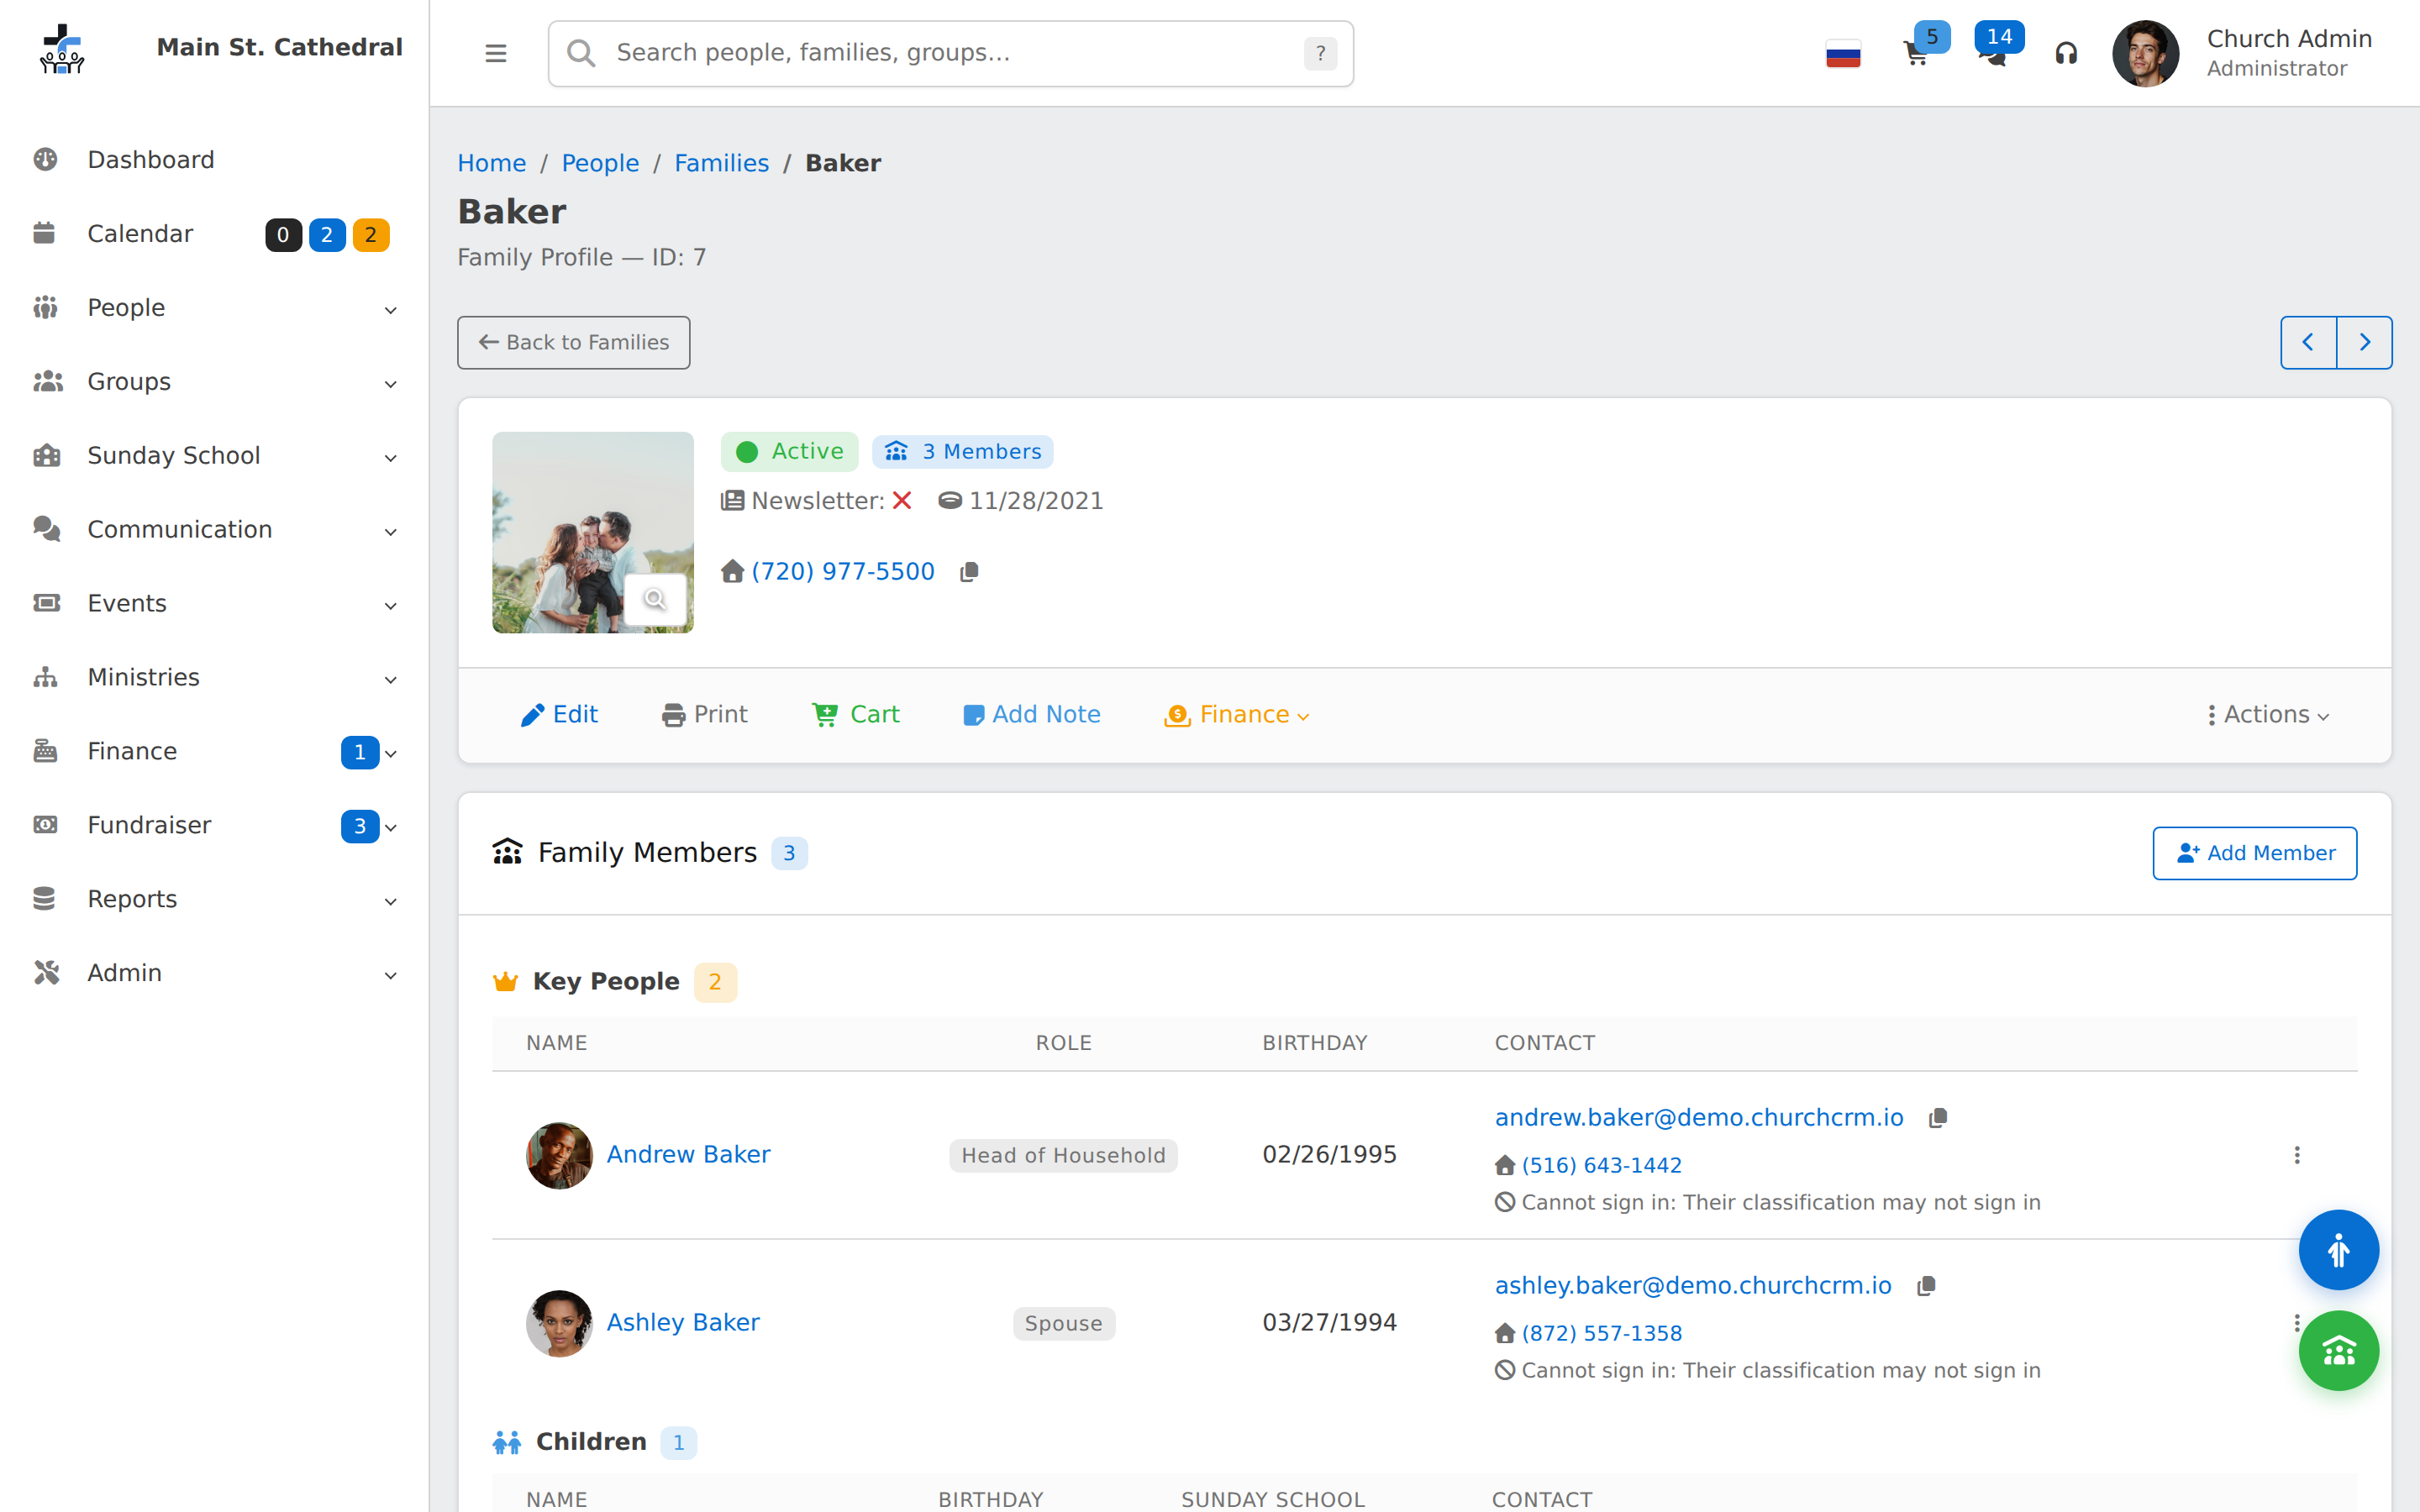 Main St. Cathedral
Search people, families, groups...
?
5
14
Church Admin
Administrator
Dashboard
Calendar 0 2 2
People
Groups
Sunday School
Communication
Events
Ministries
Finance 1
Fundraiser 3
Reports
Admin
Home / People / Families / Baker
Baker
Family Profile — ID: 7
Back to Families
Active 3 Members
Newsletter: 11/28/2021
(720) 977-5500
Edit Print Cart Add Note Finance Actions
Family Members 3 Add Member
Key People 2
NAME ROLE BIRTHDAY CONTACT
andrew.baker@demo.churchcrm.io
Andrew Baker Head of Household 02/26/1995
(516) 643-1442
Cannot sign in: Their classification may not sign in
ashley.baker@demo.churchcrm.io
Ashley Baker Spouse 03/27/1994
(872) 557-1358
Cannot sign in: Their classification may not sign in
Children 1
NAME BIRTHDAY SUNDAY SCHOOL CONTACT